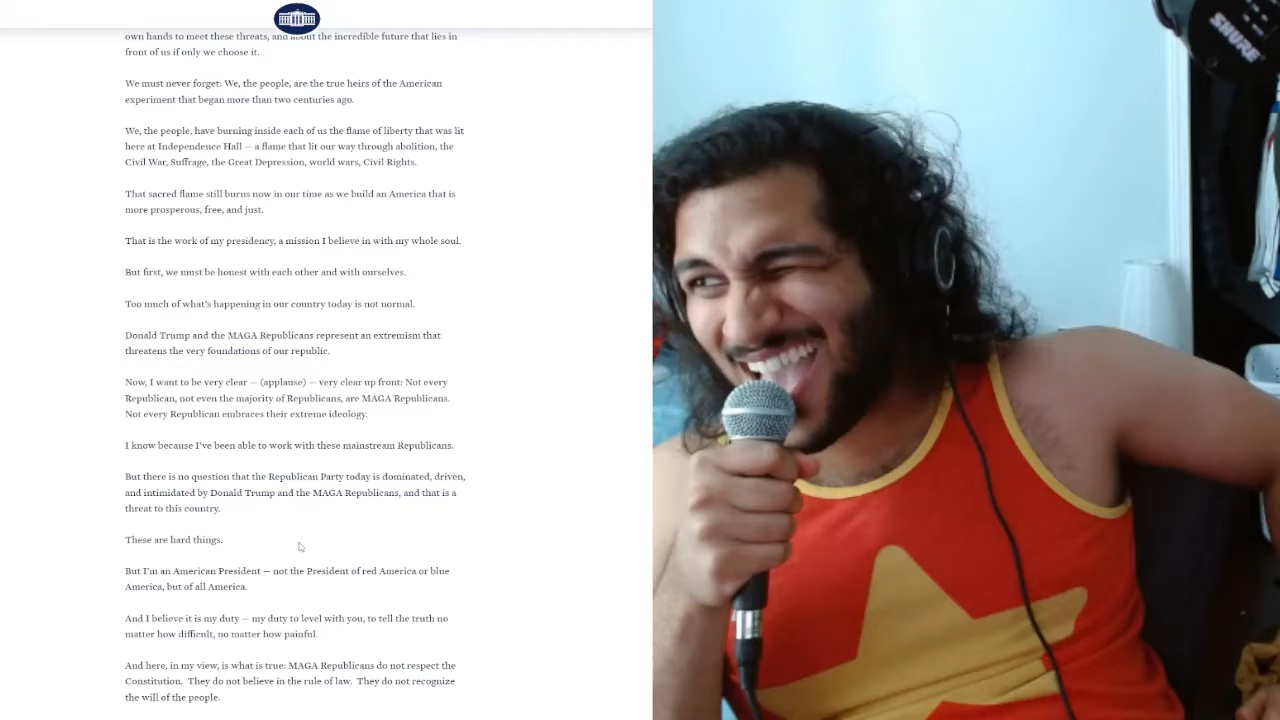 own hands to meet these threats, and about the incredible future that lies in
front of us if only we choose it.
We must never forget: We, the people, are the true heirs of the American
experiment that began more than two centuries ago.
We, the people, have burning inside each of us the flame of liberty that was lit
here at Independence Hall — a flame that lit our way through abolition, the
Civil War, Suffrage, the Great Depression, world wars, Civil Rights.
That sacred flame still burns now in our time as we build an America that is
more prosperous, free, and just.
That is the work of my presidency, a mission I believe in with my whole soul.
But first, we must be honest with each other and with ourselves.
Too much of what's happening in our country today is not normal.
Donald Trump and the MAGA Republicans represent an extremism that
threatens the very foundations of our republic.
Now, I want to be very clear — (applause) — very clear up front: Not every
Republican, not even the majority of Republicans, are MAGA Republicans.
Not every Republican embraces their extreme ideology.
I know because I've been able to work with these mainstream Republicans.
But there is no question that the Republican Party today is dominated, driven,
and intimidated by Donald Trump and the MAGA Republicans, and that is a
threat to this country.
These are hard things.
But I'm an American President — not the President of red America or blue
America, but of all America.
And I believe it is my duty — my duty to level with you, to tell the truth no
matter how difficult, no matter how painful.
And here, in my view, is what is true: MAGA Republicans do not respect the
Constitution.  They do not believe in the rule of law.  They do not recognize
the will of the people.
SHURE